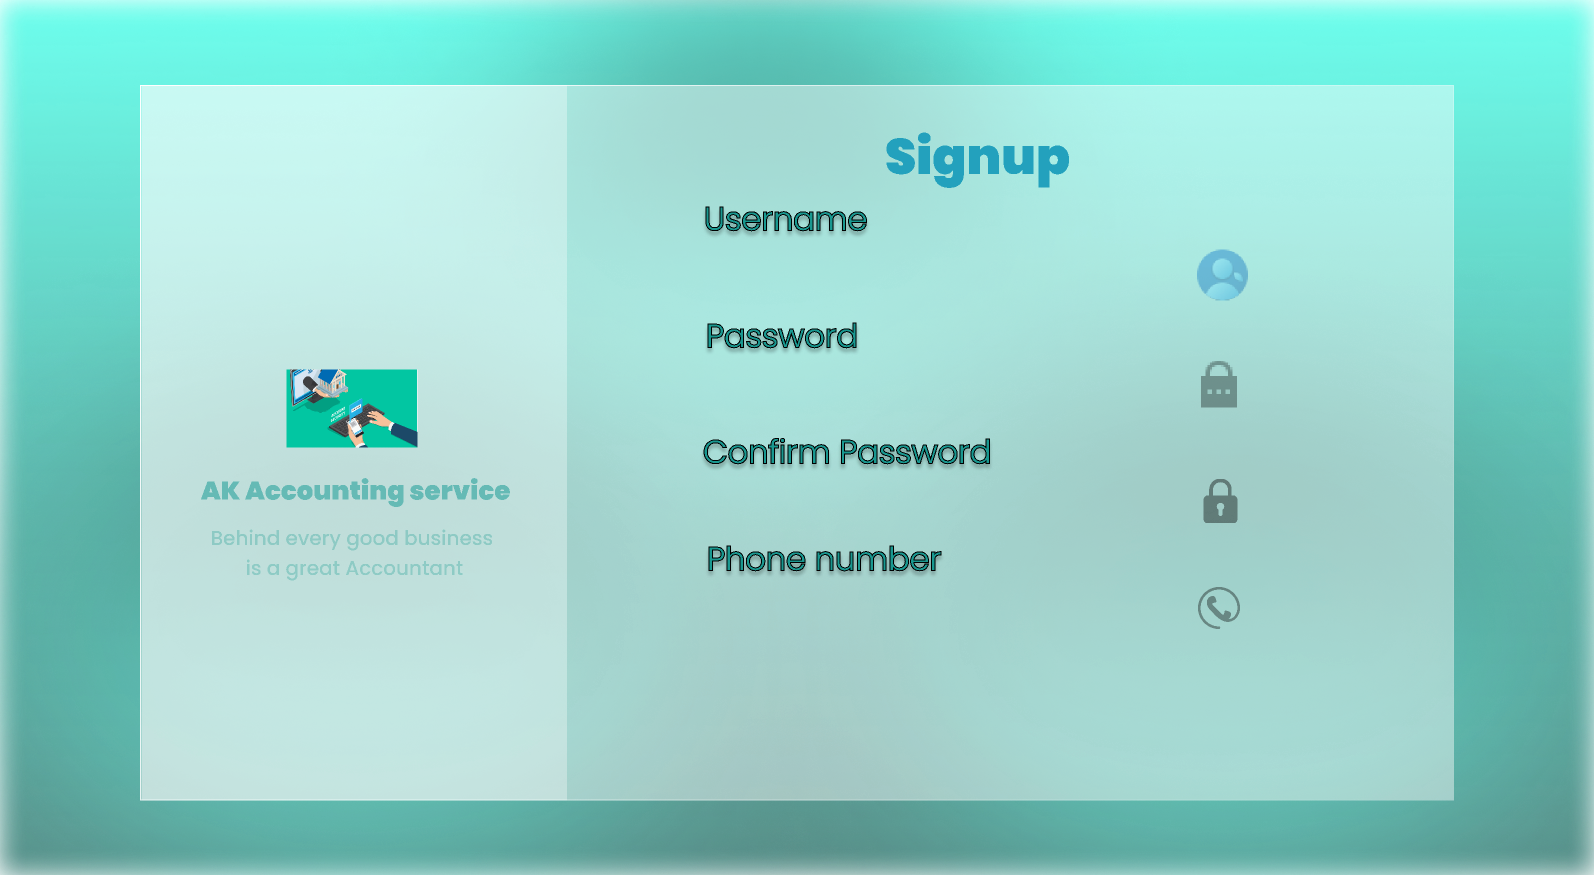 Signup
Username
Password
Confirm Password
Phone number
AK Accounting service
Behind every good business
is a great Accountant